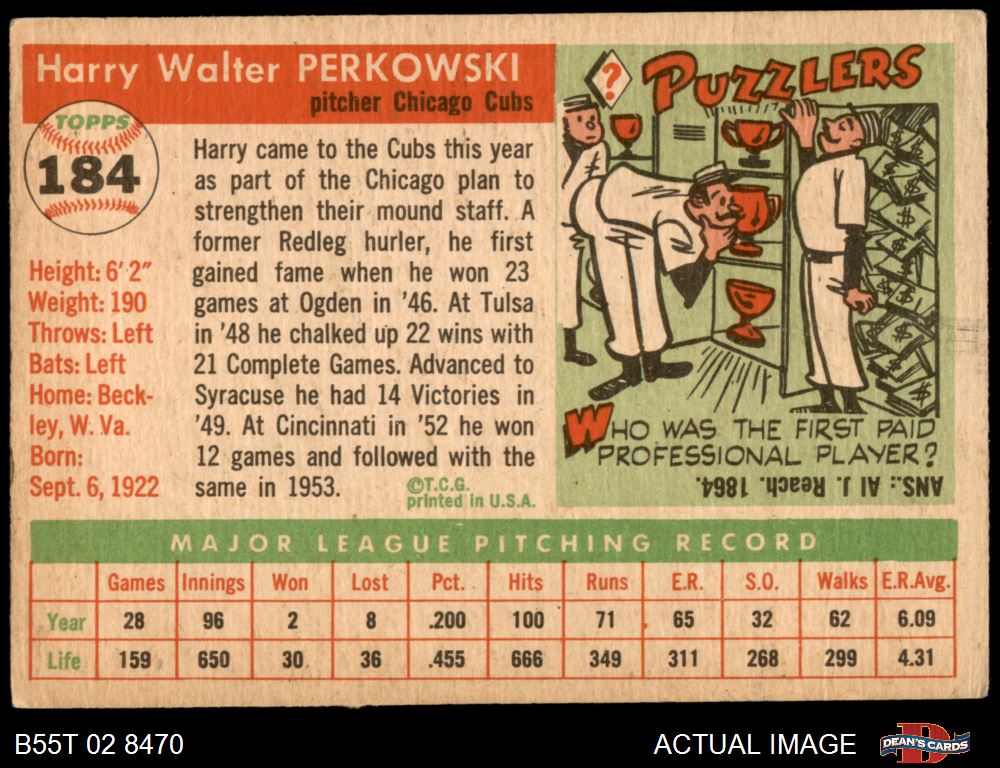 Harry Walter PERKOWSKI
pitcher Chicago Cubs
TOPPS
184
Height: 6' 2"
Weight: 190
Throws: Left
Bats: Left
Home: Beck-
ley, W. Va.
Born:
Sept. 6, 1922
Harry came to the Cubs this year
as part of the Chicago plan to
strengthen their mound staff. A
former Redleg hurler, he first
gained fame when he won 23
games at Ogden in '46. At Tulsa
in '48 he chalked up 22 wins with
21 Complete Games. Advanced to
Syracuse he had 14 Victories in
'49. At Cincinnati in '52 he won
12 games and followed with the
same in 1953.
©T.C.G.
printed in U.S.A.
? PUZZLERS
$ $ $ $ $ $ $
WHO WAS THE FIRST PAID
PROFESSIONAL PLAYER?
ANS.: Al J. Reach. 1864.
MAJOR LEAGUE PITCHING RECORD
Games Innings Won Lost Pct. Hits Runs E.R. S.O. Walks E.R.Avg.
Year 28 96 2 8 .200 100 71 65 32 62 6.09
Life 159 650 30 36 .455 666 349 311 268 299 4.31
B55T 02 8470
ACTUAL IMAGE
D
DEAN'S CARDS